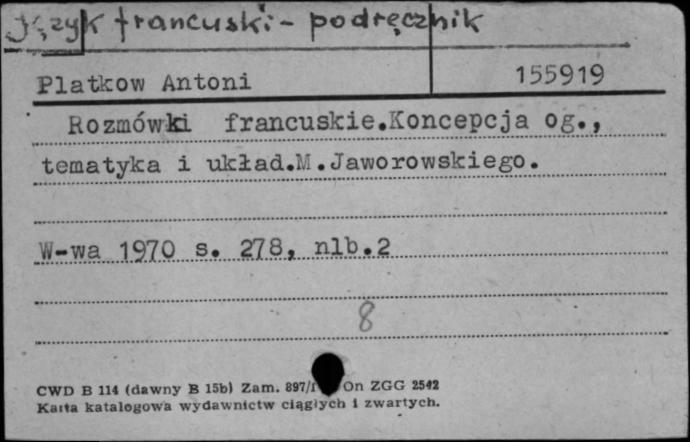 Język francuski - podręcznik
Platkow Antoni 155919
Rozmówki francuskie.Koncepcja og.,
tematyka i układ.M.Jaworowskiego.
W-wa 1970 s. 278, nlb.2
8
CWD B 114 (dawny B 15b) Zam. 897/ On ZGG 2542
Karta katalogowa wydawnictw ciągłych i zwartych.